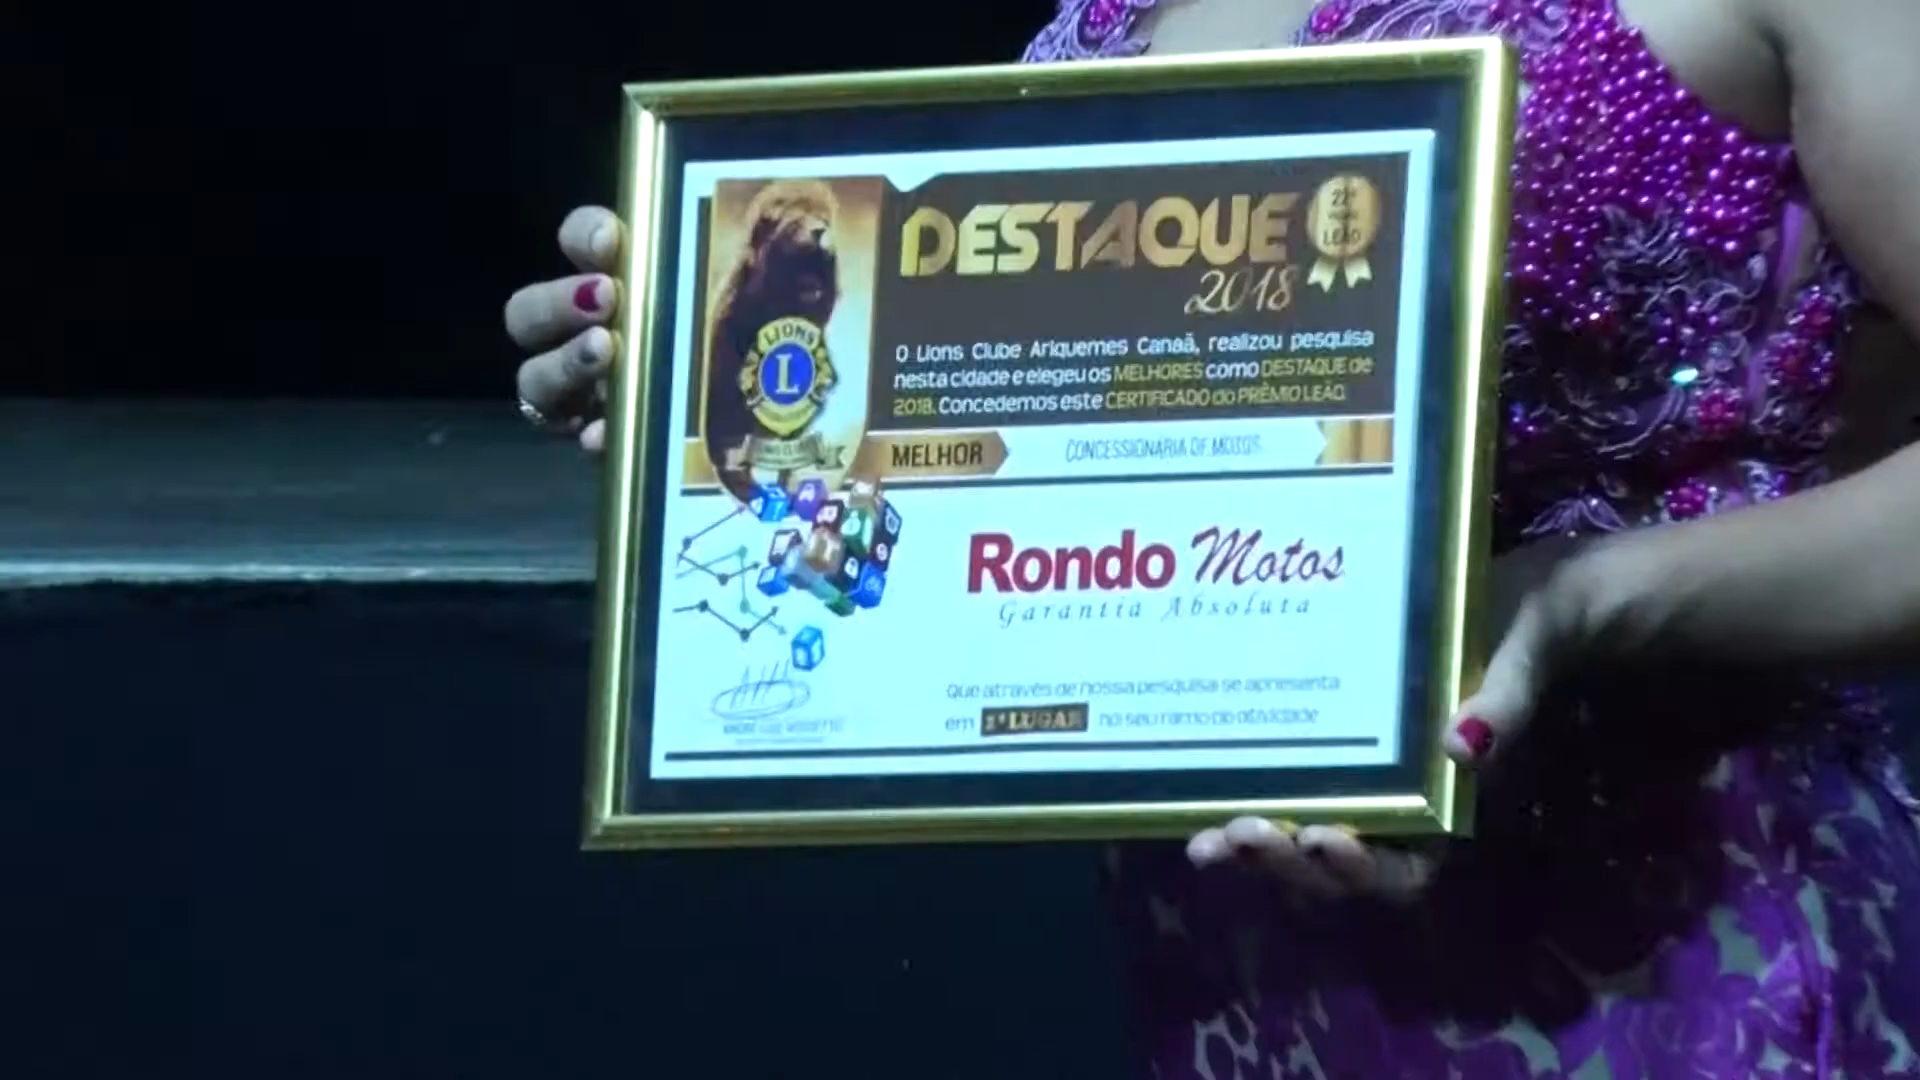 DESTAQUE
2018
22º
LEÃO
LIONS
L
O Lions Clube Ariquemes Canaã, realizou pesquisa
nesta cidade e elegeu os MELHORES como DESTAQUE de
2018. Concedemos este CERTIFICADO do PRÊMIO LEÃO.
MELHOR
CONCESSIONÁRIA DE MOTOS
Rondo Motos
Garantia Absoluta
Que através de nossa pesquisa se apresenta
em 1º LUGAR no seu ramo de atividade